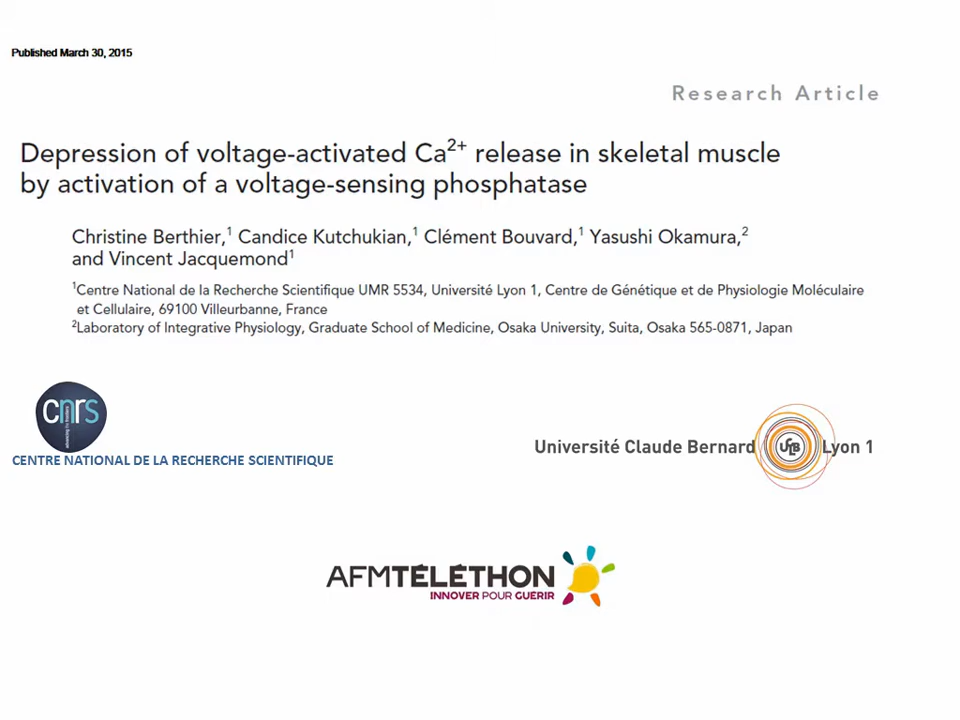 Published March 30, 2015
Research Article
Depression of voltage-activated Ca2+ release in skeletal muscle
by activation of a voltage-sensing phosphatase
Christine Berthier,1 Candice Kutchukian,1 Clément Bouvard,1 Yasushi Okamura,2
and Vincent Jacquemond1
1Centre National de la Recherche Scientifique UMR 5534, Université Lyon 1, Centre de Génétique et de Physiologie Moléculaire
et Cellulaire, 69100 Villeurbanne, France
2Laboratory of Integrative Physiology, Graduate School of Medicine, Osaka University, Suita, Osaka 565-0871, Japan
cnrs
CENTRE NATIONAL DE LA RECHERCHE SCIENTIFIQUE
Université Claude Bernard Lyon 1
AFMTÉLÉTHON
INNOVER POUR GUÉRIR